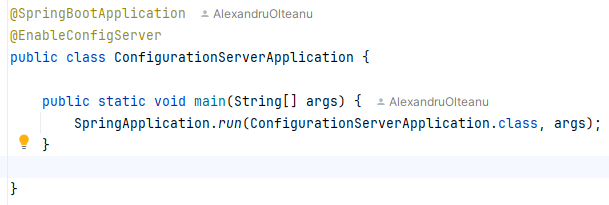 @SpringBootApplication AlexandruOlteanu
@EnableConfigServer
public class ConfigurationServerApplication {
public static void main(String[] args) { AlexandruOlteanu
SpringApplication.run(ConfigurationServerApplication.class, args);
}
}